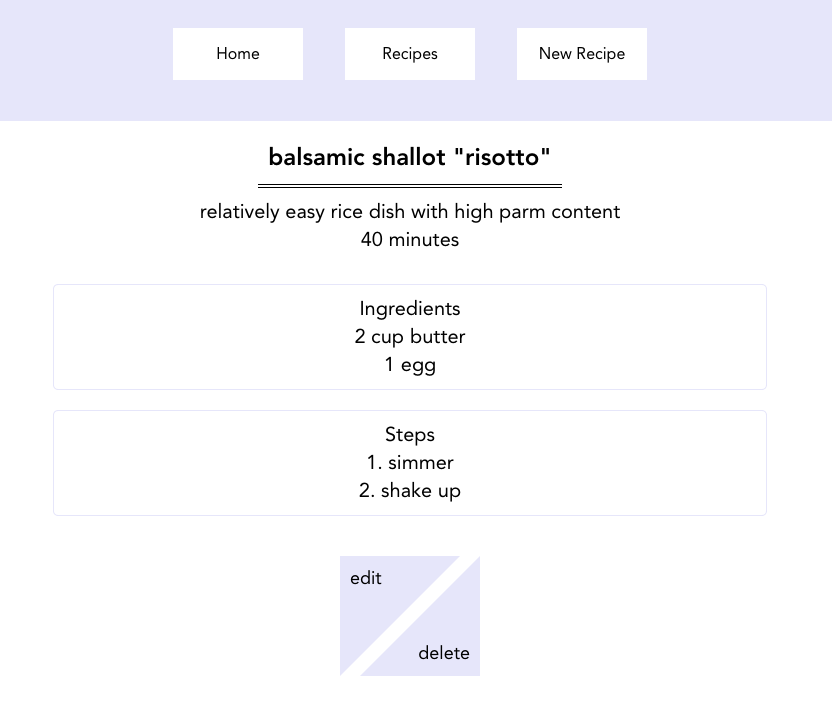 Home
Recipes
New Recipe
balsamic shallot "risotto"
relatively easy rice dish with high parm content
40 minutes
Ingredients
2 cup butter
1 egg
Steps
1. simmer
2. shake up
edit
delete